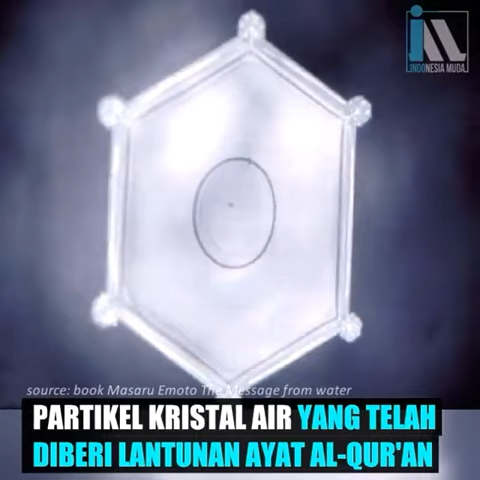 INDONESIA MUDA
source: book Masaru Emoto The Message from water
PARTIKEL KRISTAL AIR YANG TELAH
DIBERI LANTUNAN AYAT AL-QUR'AN